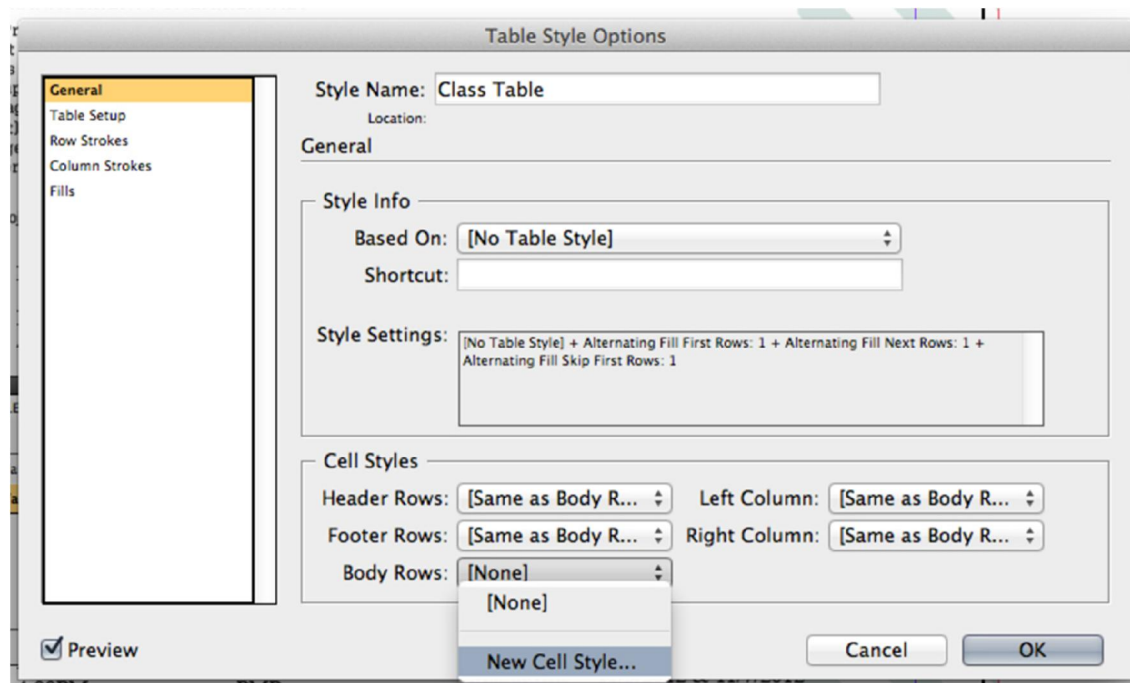 Table Style Options
General
Table Setup
Row Strokes
Column Strokes
Fills
Style Name: Class Table
Location:
General
Style Info
Based On: [No Table Style]
Shortcut:
Style Settings: [No Table Style] + Alternating Fill First Rows: 1 + Alternating Fill Next Rows: 1 +
Alternating Fill Skip First Rows: 1
Cell Styles
Header Rows: [Same as Body R... Left Column: [Same as Body R...
Footer Rows: [Same as Body R... Right Column: [Same as Body R...
Body Rows: [None]
[None]
New Cell Style...
Preview
Cancel OK